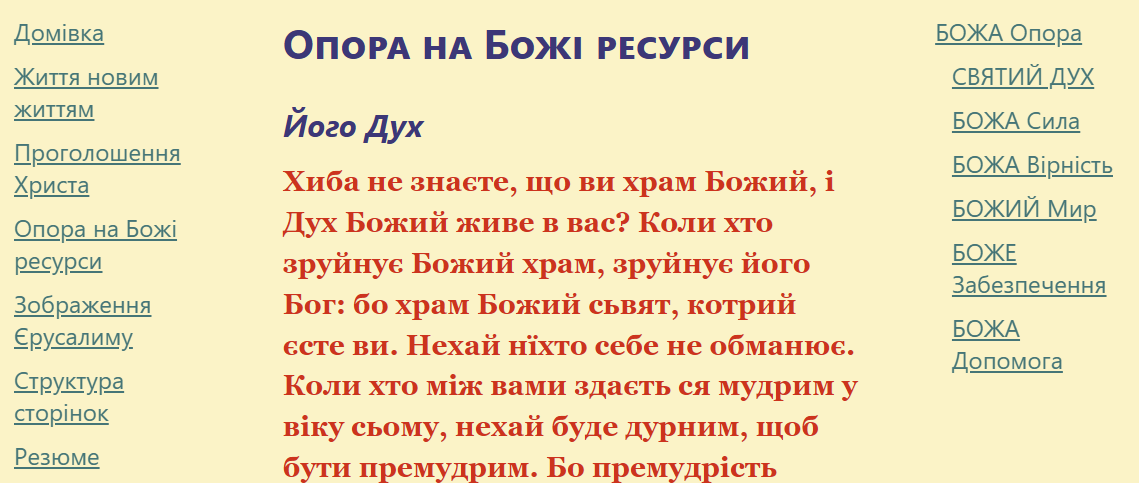 Домівка
Життя новим
життям
Проголошення
Христа
Опора на Божі
ресурси
Зображення
Єрусалиму
Структура
сторінок
Резюме
Опора на Божі ресурси
Його Дух
Хиба не знаєте, що ви храм Божий, і
Дух Божий живе в вас? Коли хто
зруйнує Божий храм, зруйнує його
Бог: бо храм Божий сьвят, котрий
єсте ви. Нехай нїхто себе не обманює.
Коли хто між вами здаєть ся мудрим у
віку сьому, нехай буде дурним, щоб
бути премудрим. Бо премудрість
БОЖА Опора
СВЯТИЙ ДУХ
БОЖА Сила
БОЖА Вірність
БОЖИЙ Мир
БОЖЕ
Забезпечення
БОЖА
Допомога